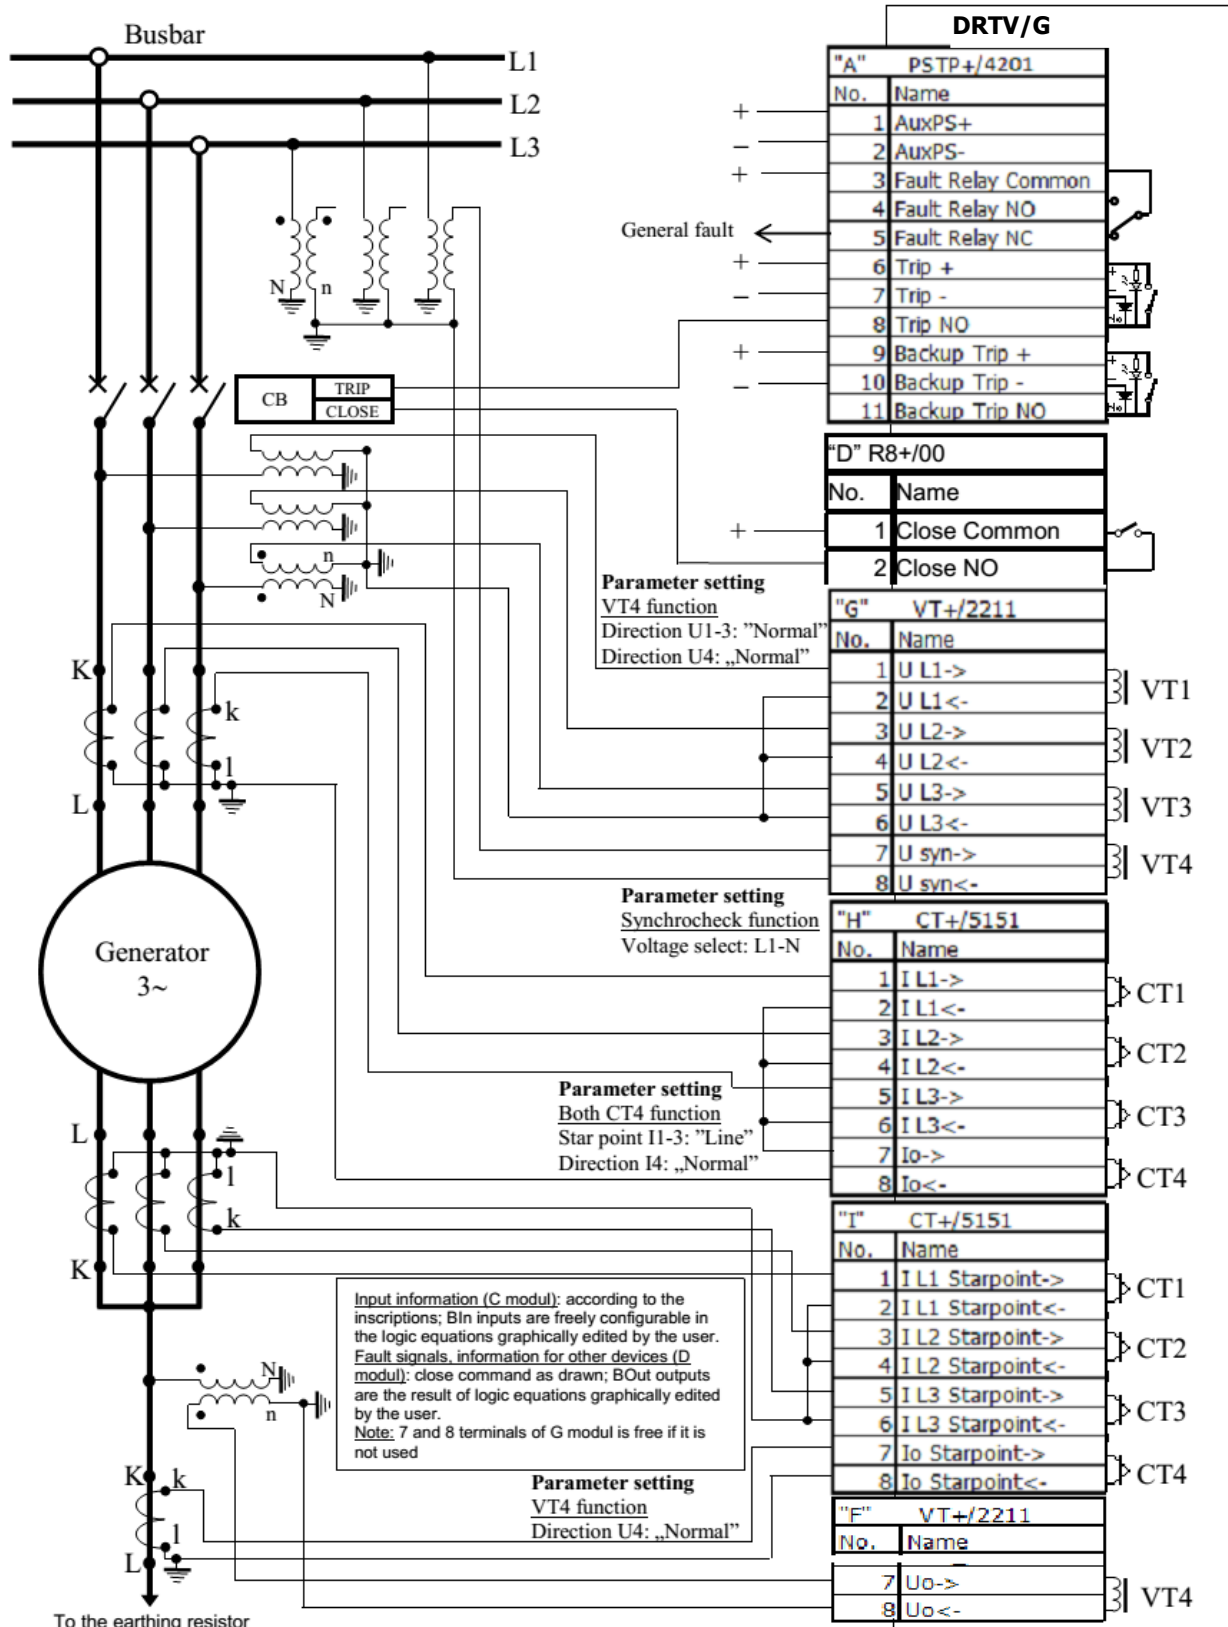 DRTV/G
Busbar
L1
L2
L3
N
n
CB
TRIP
CLOSE
n
N
K
k
l
L
Generator
3~
L
l
k
K
N
n
K
k
l
L
To the earthing resistor
General fault
+
–
+
+
–
+
–
+
"A" PSTP+/4201
No. Name
1 AuxPS+
2 AuxPS-
3 Fault Relay Common
4 Fault Relay NO
5 Fault Relay NC
6 Trip +
7 Trip -
8 Trip NO
9 Backup Trip +
10 Backup Trip -
11 Backup Trip NO
"D" R8+/00
No. Name
1 Close Common
2 Close NO
Parameter setting
VT4 function
Direction U1-3: ”Normal”
Direction U4: „Normal”
"G" VT+/2211
No. Name
1 U L1->
2 U L1<-
3 U L2->
4 U L2<-
5 U L3->
6 U L3<-
7 U syn->
8 U syn<-
VT1
VT2
VT3
VT4
Parameter setting
Synchrocheck function
Voltage select: L1-N
"H" CT+/5151
No. Name
1 I L1->
2 I L1<-
3 I L2->
4 I L2<-
5 I L3->
6 I L3<-
7 Io->
8 Io<-
CT1
CT2
CT3
CT4
Parameter setting
Both CT4 function
Star point I1-3: ”Line”
Direction I4: „Normal”
"I" CT+/5151
No. Name
1 I L1 Starpoint->
2 I L1 Starpoint<-
3 I L2 Starpoint->
4 I L2 Starpoint<-
5 I L3 Starpoint->
6 I L3 Starpoint<-
7 Io Starpoint->
8 Io Starpoint<-
CT1
CT2
CT3
CT4
Input information (C modul): according to the
inscriptions; BIn inputs are freely configurable in
the logic equations graphically edited by the user.
Fault signals, information for other devices (D
modul): close command as drawn; BOut outputs
are the result of logic equations graphically edited
by the user.
Note: 7 and 8 terminals of G modul is free if it is
not used
Parameter setting
VT4 function
Direction U4: „Normal”
"F" VT+/2211
No. Name
7 Uo->
8 Uo<-
VT4